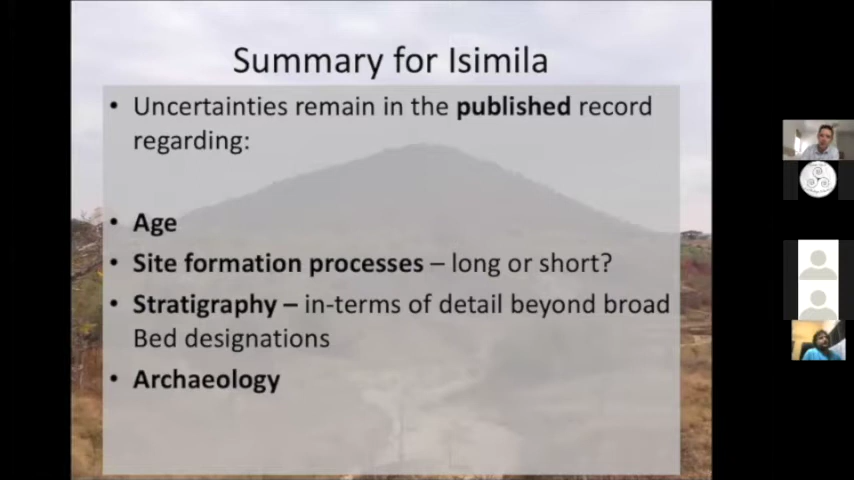 Summary for Isimila
• Uncertainties remain in the published record
regarding:
• Age
• Site formation processes – long or short?
• Stratigraphy – in-terms of detail beyond broad
Bed designations
• Archaeology